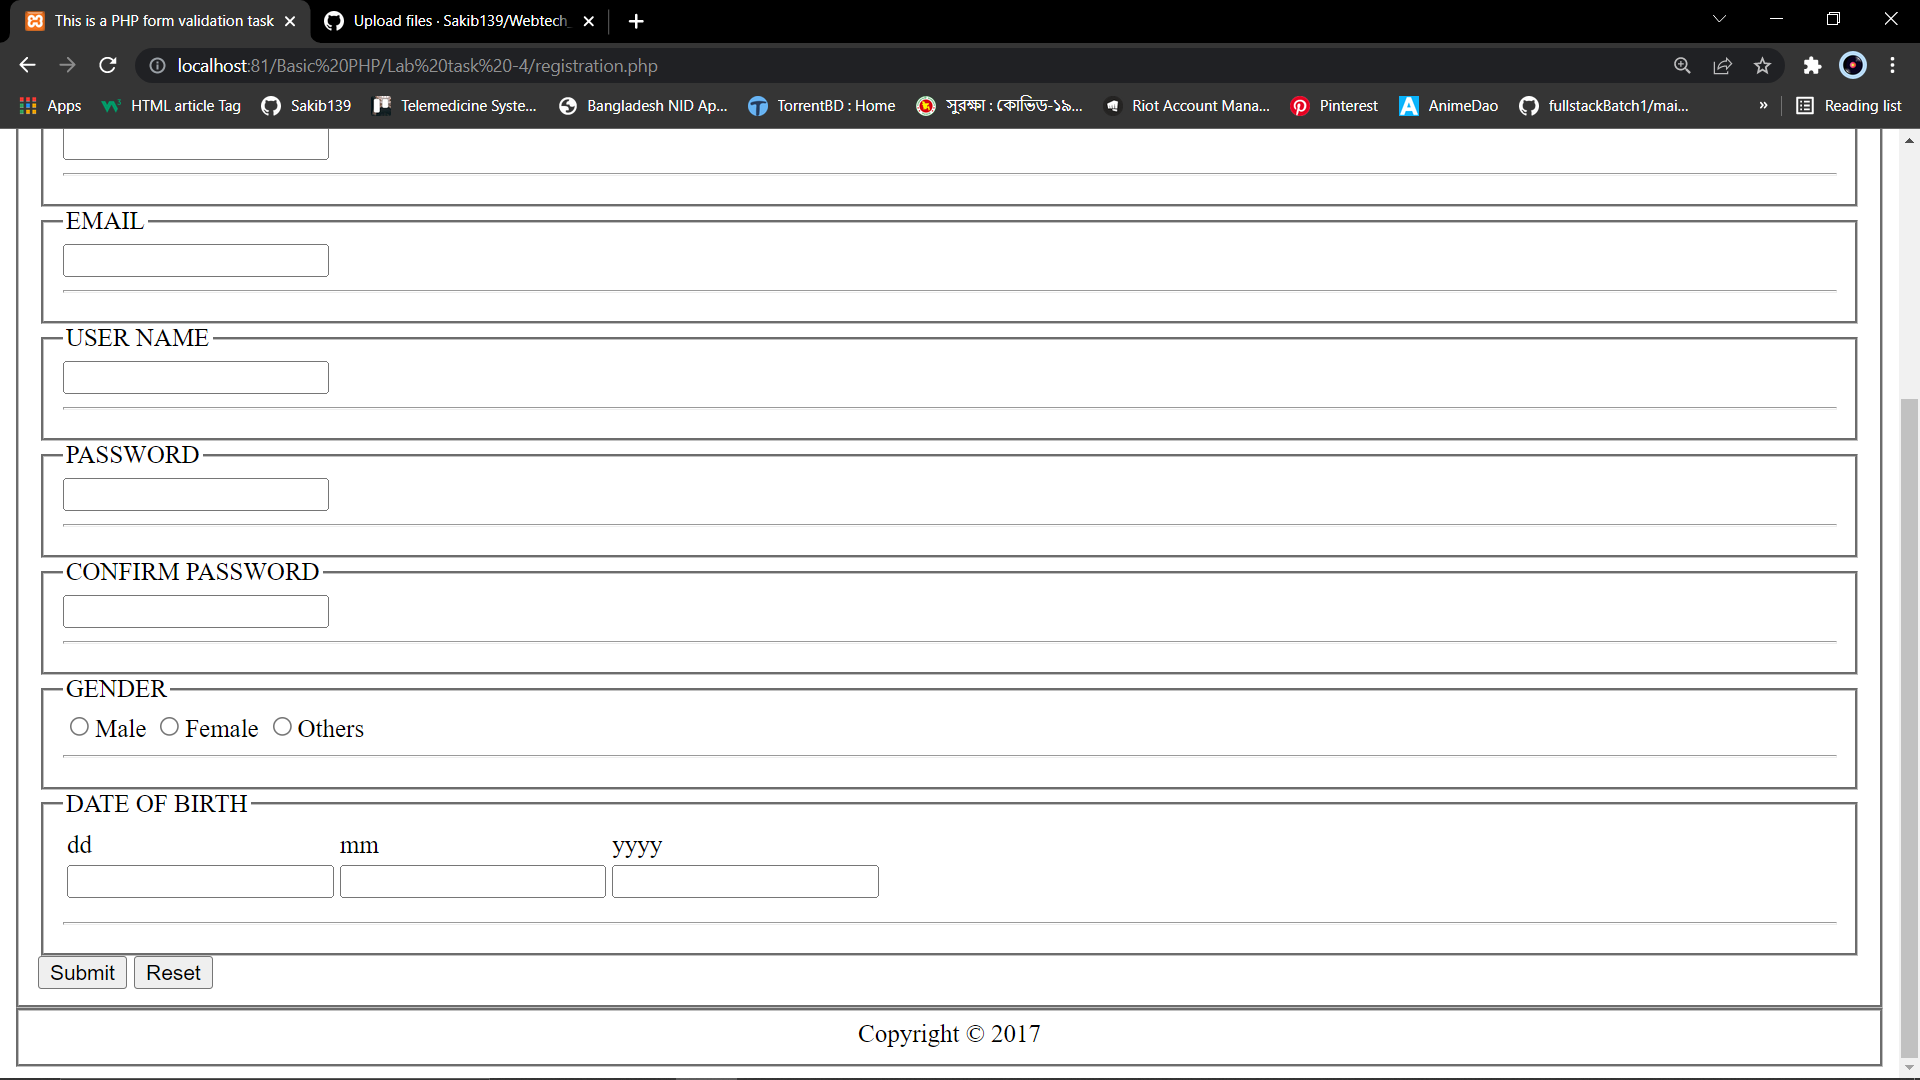 This is a PHP form validation task
Upload files · Sakib139/Webtech_
localhost:81/Basic%20PHP/Lab%20task%20-4/registration.php
Apps
HTML article Tag
Sakib139
Telemedicine Syste...
Bangladesh NID Ap...
TorrentBD : Home
সুরক্ষা : কোভিড-১৯...
Riot Account Mana...
Pinterest
AnimeDao
fullstackBatch1/mai...
»
Reading list
EMAIL
USER NAME
PASSWORD
CONFIRM PASSWORD
GENDER
Male Female Others
DATE OF BIRTH
dd mm yyyy
Submit Reset
Copyright © 2017